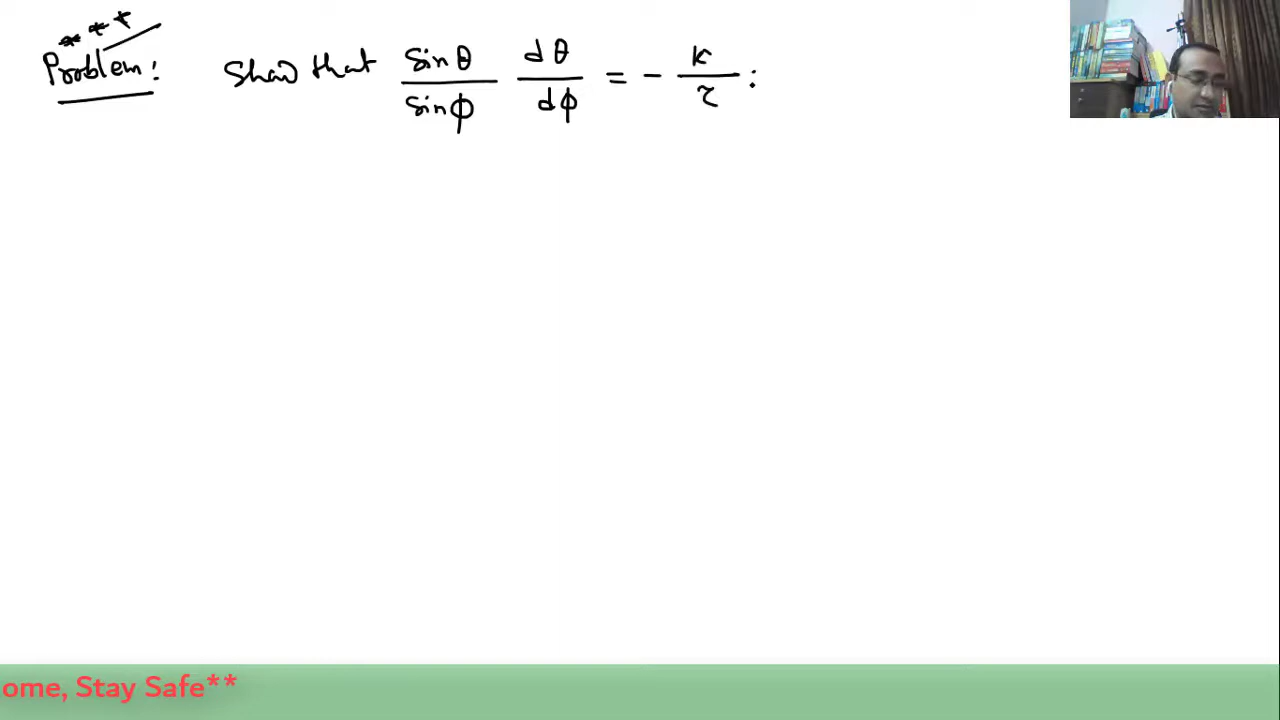 * * *
Problem: Show that sinθ/sinϕ dθ/dϕ = - κ/τ :
ome, Stay Safe**